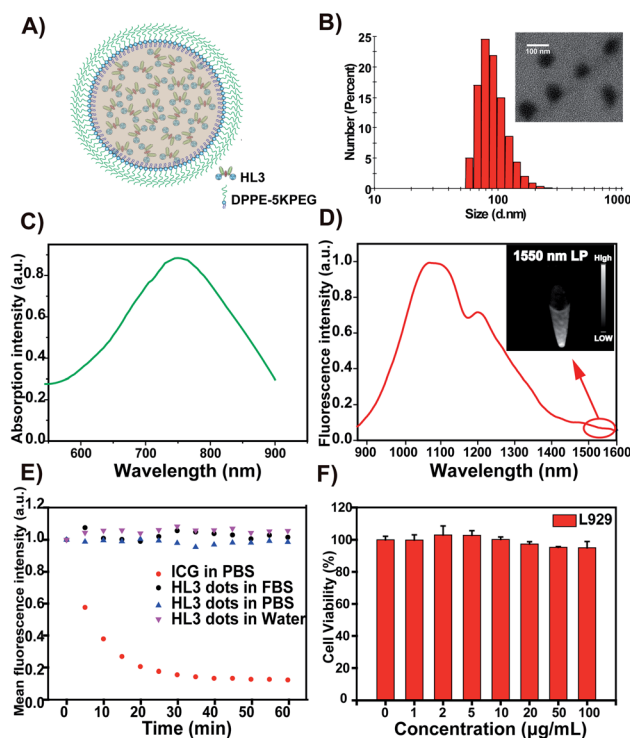 A)
HL3
DPPE-5KPEG
B)
Number (Percent)
25
20
15
10
5
0
10
100
1000
Size (d.nm)
100 nm
C)
Absorption intensity (a.u.)
0.8
0.6
0.4
0.2
0.0
600
700
800
900
Wavelength (nm)
D)
Fluorescence intensity (a.u.)
1.0
0.8
0.6
0.4
0.2
0.0
900
1000
1100
1200
1300
1400
1500
1600
Wavelength (nm)
1550 nm LP
High
LOW
E)
Mean fluorescence intensity (a.u.)
1.2
1.0
0.8
0.6
0.4
0.2
0.0
0
10
20
30
40
50
60
Time (min)
ICG in PBS
HL3 dots in FBS
HL3 dots in PBS
HL3 dots in Water
F)
Cell Viability (%)
120
100
80
60
40
20
0
0
1
2
5
10
20
50
100
Concentration (µg/mL)
L929